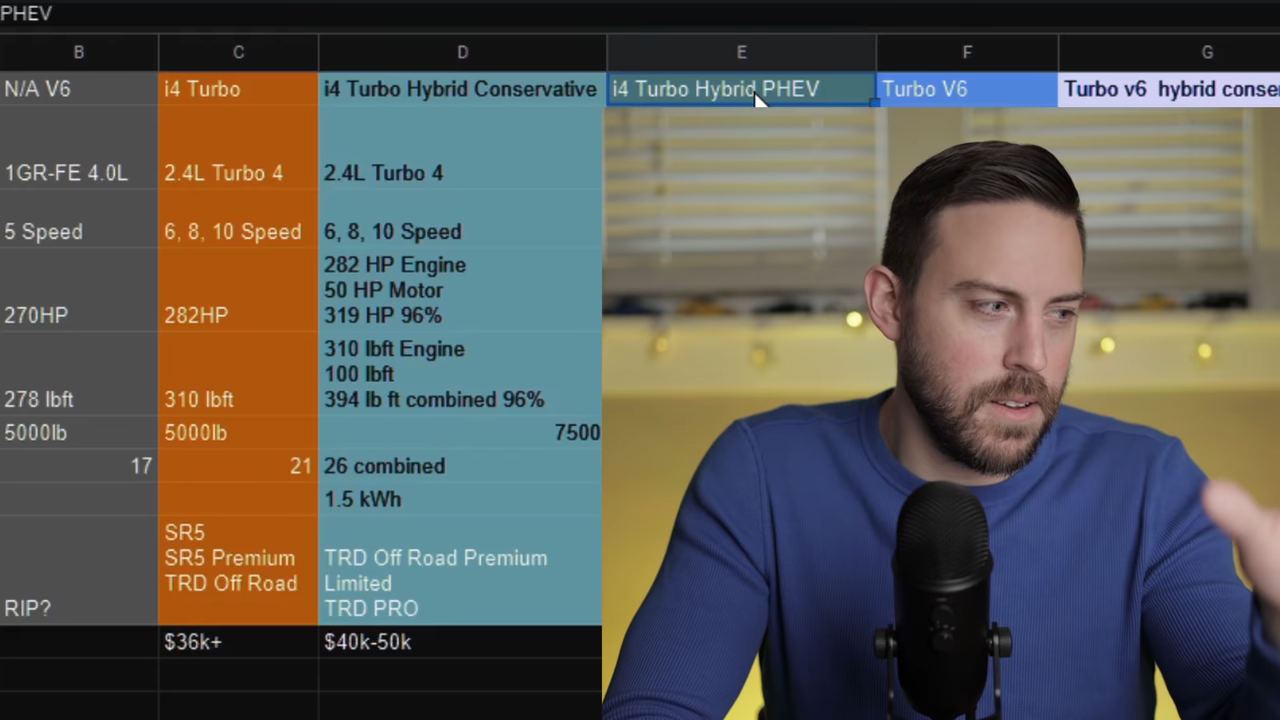 PHEV
B C D E F G
N/A V6 i4 Turbo i4 Turbo Hybrid Conservative i4 Turbo Hybrid PHEV Turbo V6 Turbo v6 hybrid conse
1GR-FE 4.0L 2.4L Turbo 4 2.4L Turbo 4
5 Speed 6, 8, 10 Speed 6, 8, 10 Speed
282 HP Engine
50 HP Motor
270HP 282HP 319 HP 96%
310 lbft Engine
100 lbft
278 lbft 310 lbft 394 lb ft combined 96%
5000lb 5000lb 7500
17 21 26 combined
1.5 kWh
SR5
SR5 Premium TRD Off Road Premium
TRD Off Road Limited
RIP? TRD PRO
$36k+ $40k-50k